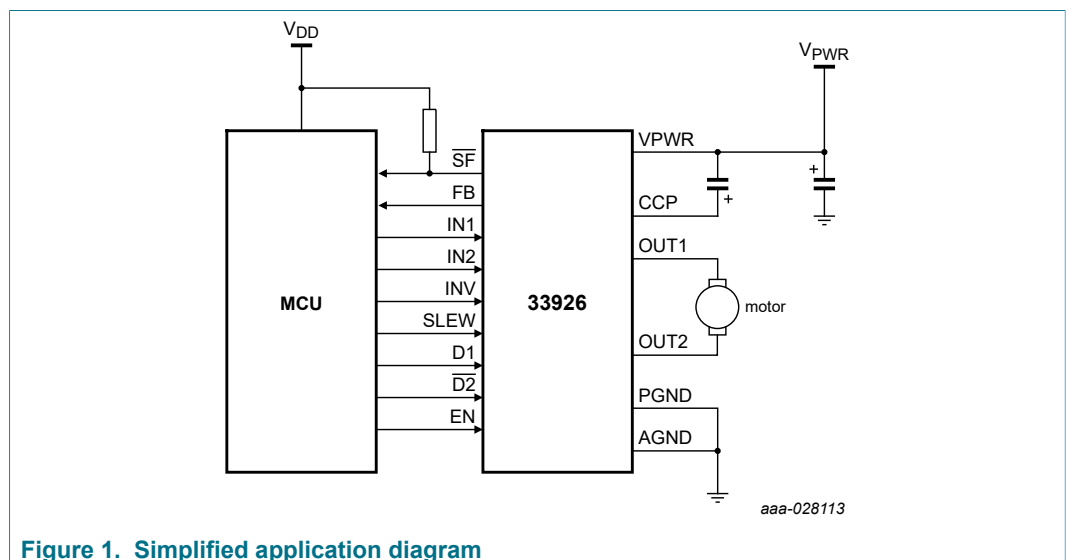 VDD
VPWR
SF
FB
IN1
IN2
INV
SLEW
D1
D2
EN
MCU
33926
VPWR
CCP
OUT1
OUT2
PGND
AGND
motor
aaa-028113
Figure 1. Simplified application diagram